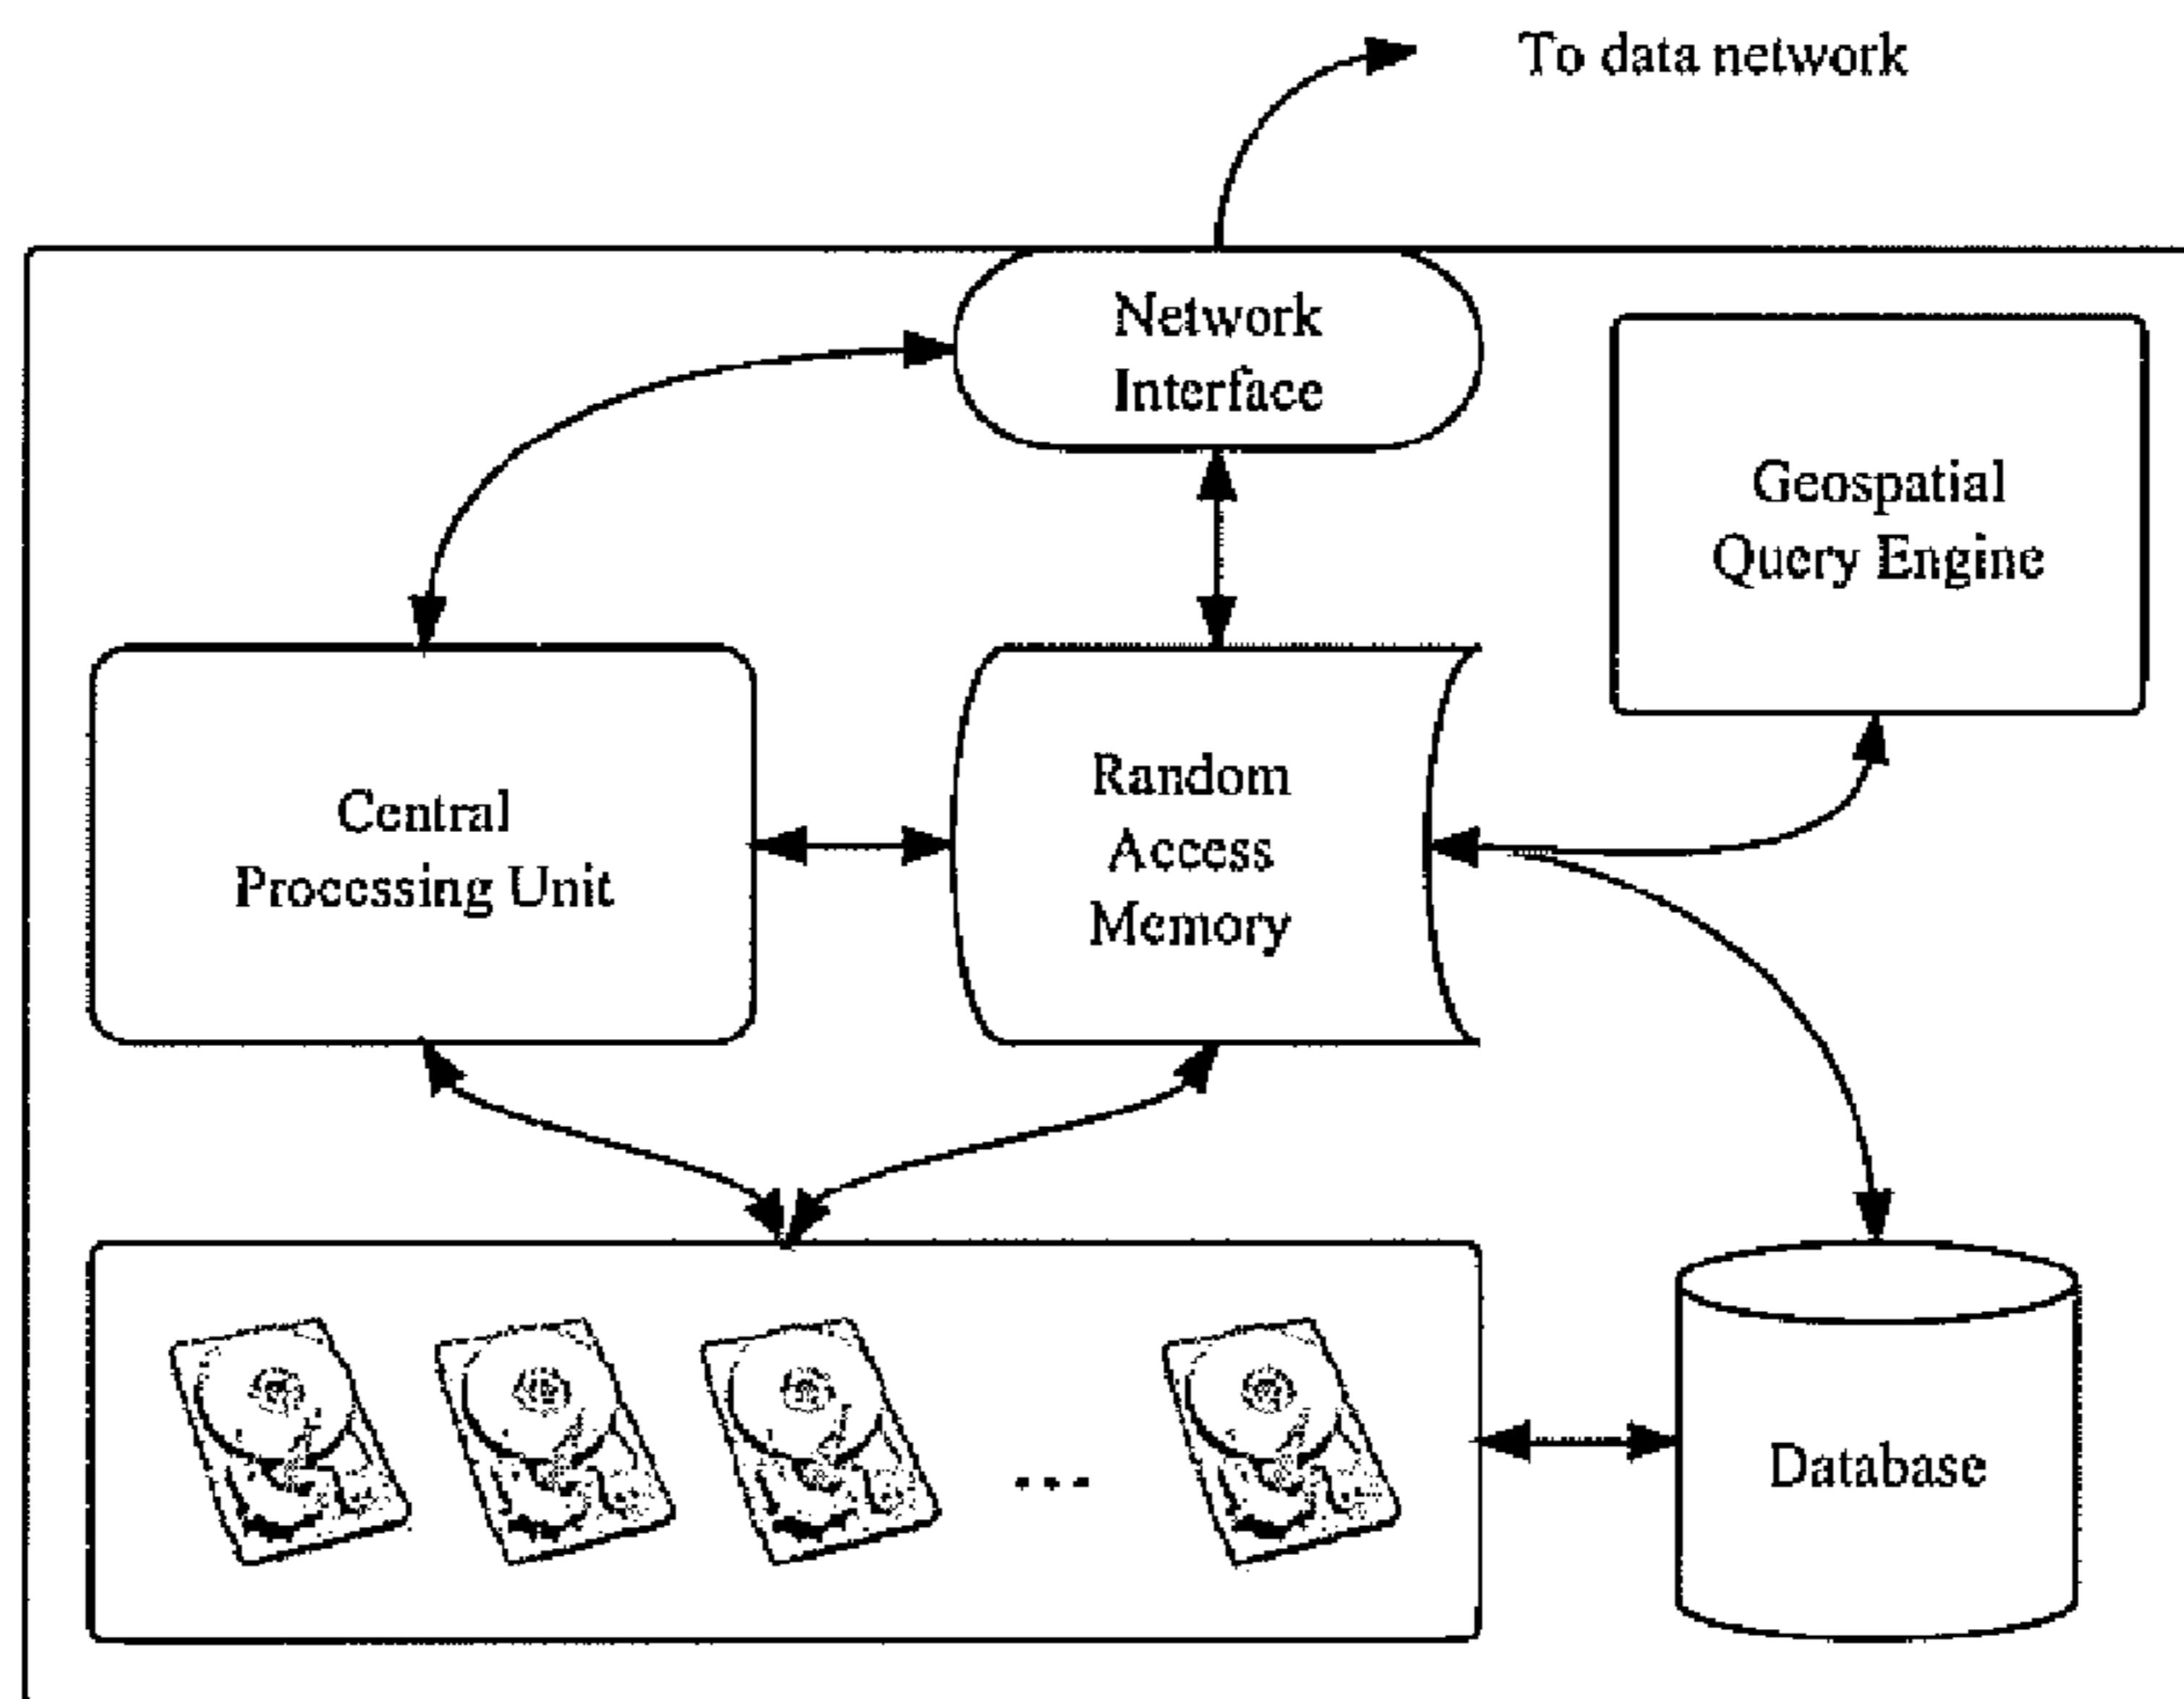 To data network
Network
Interface
Geospatial
Query Engine
Central
Processing Unit
Random
Access
Memory
...
Database